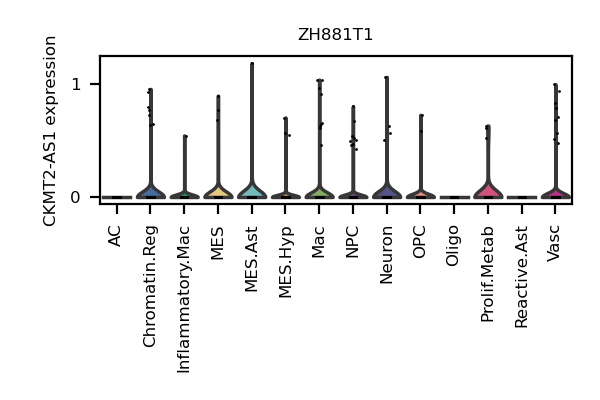 ZH881T1
CKMT2-AS1 expression
1
0
AC
Chromatin.Reg
Inflammatory.Mac
MES
MES.Ast
MES.Hyp
Mac
NPC
Neuron
OPC
Oligo
Prolif.Metab
Reactive.Ast
Vasc